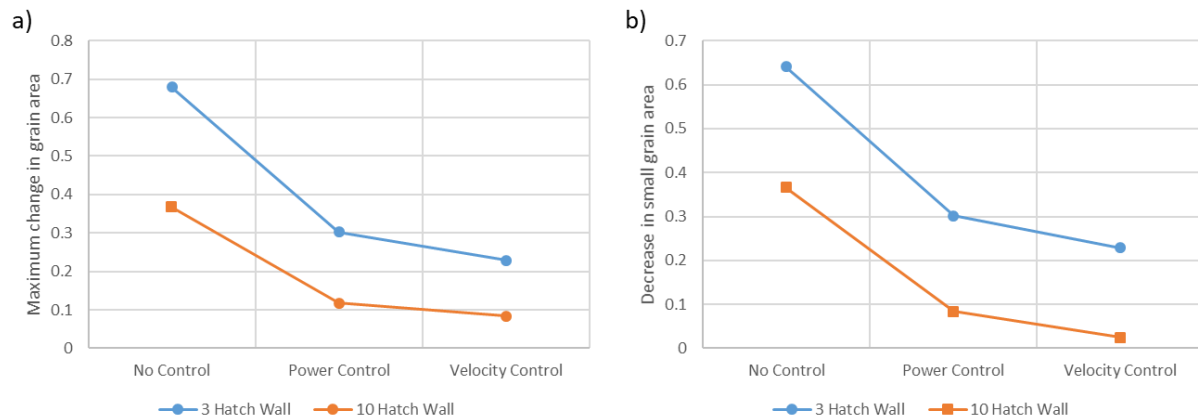 a)
Maximum change in grain area
0.8
0.7
0.6
0.5
0.4
0.3
0.2
0.1
0
No Control Power Control Velocity Control
3 Hatch Wall 10 Hatch Wall
b)
Decrease in small grain area
0.7
0.6
0.5
0.4
0.3
0.2
0.1
0
No Control Power Control Velocity Control
3 Hatch Wall 10 Hatch Wall